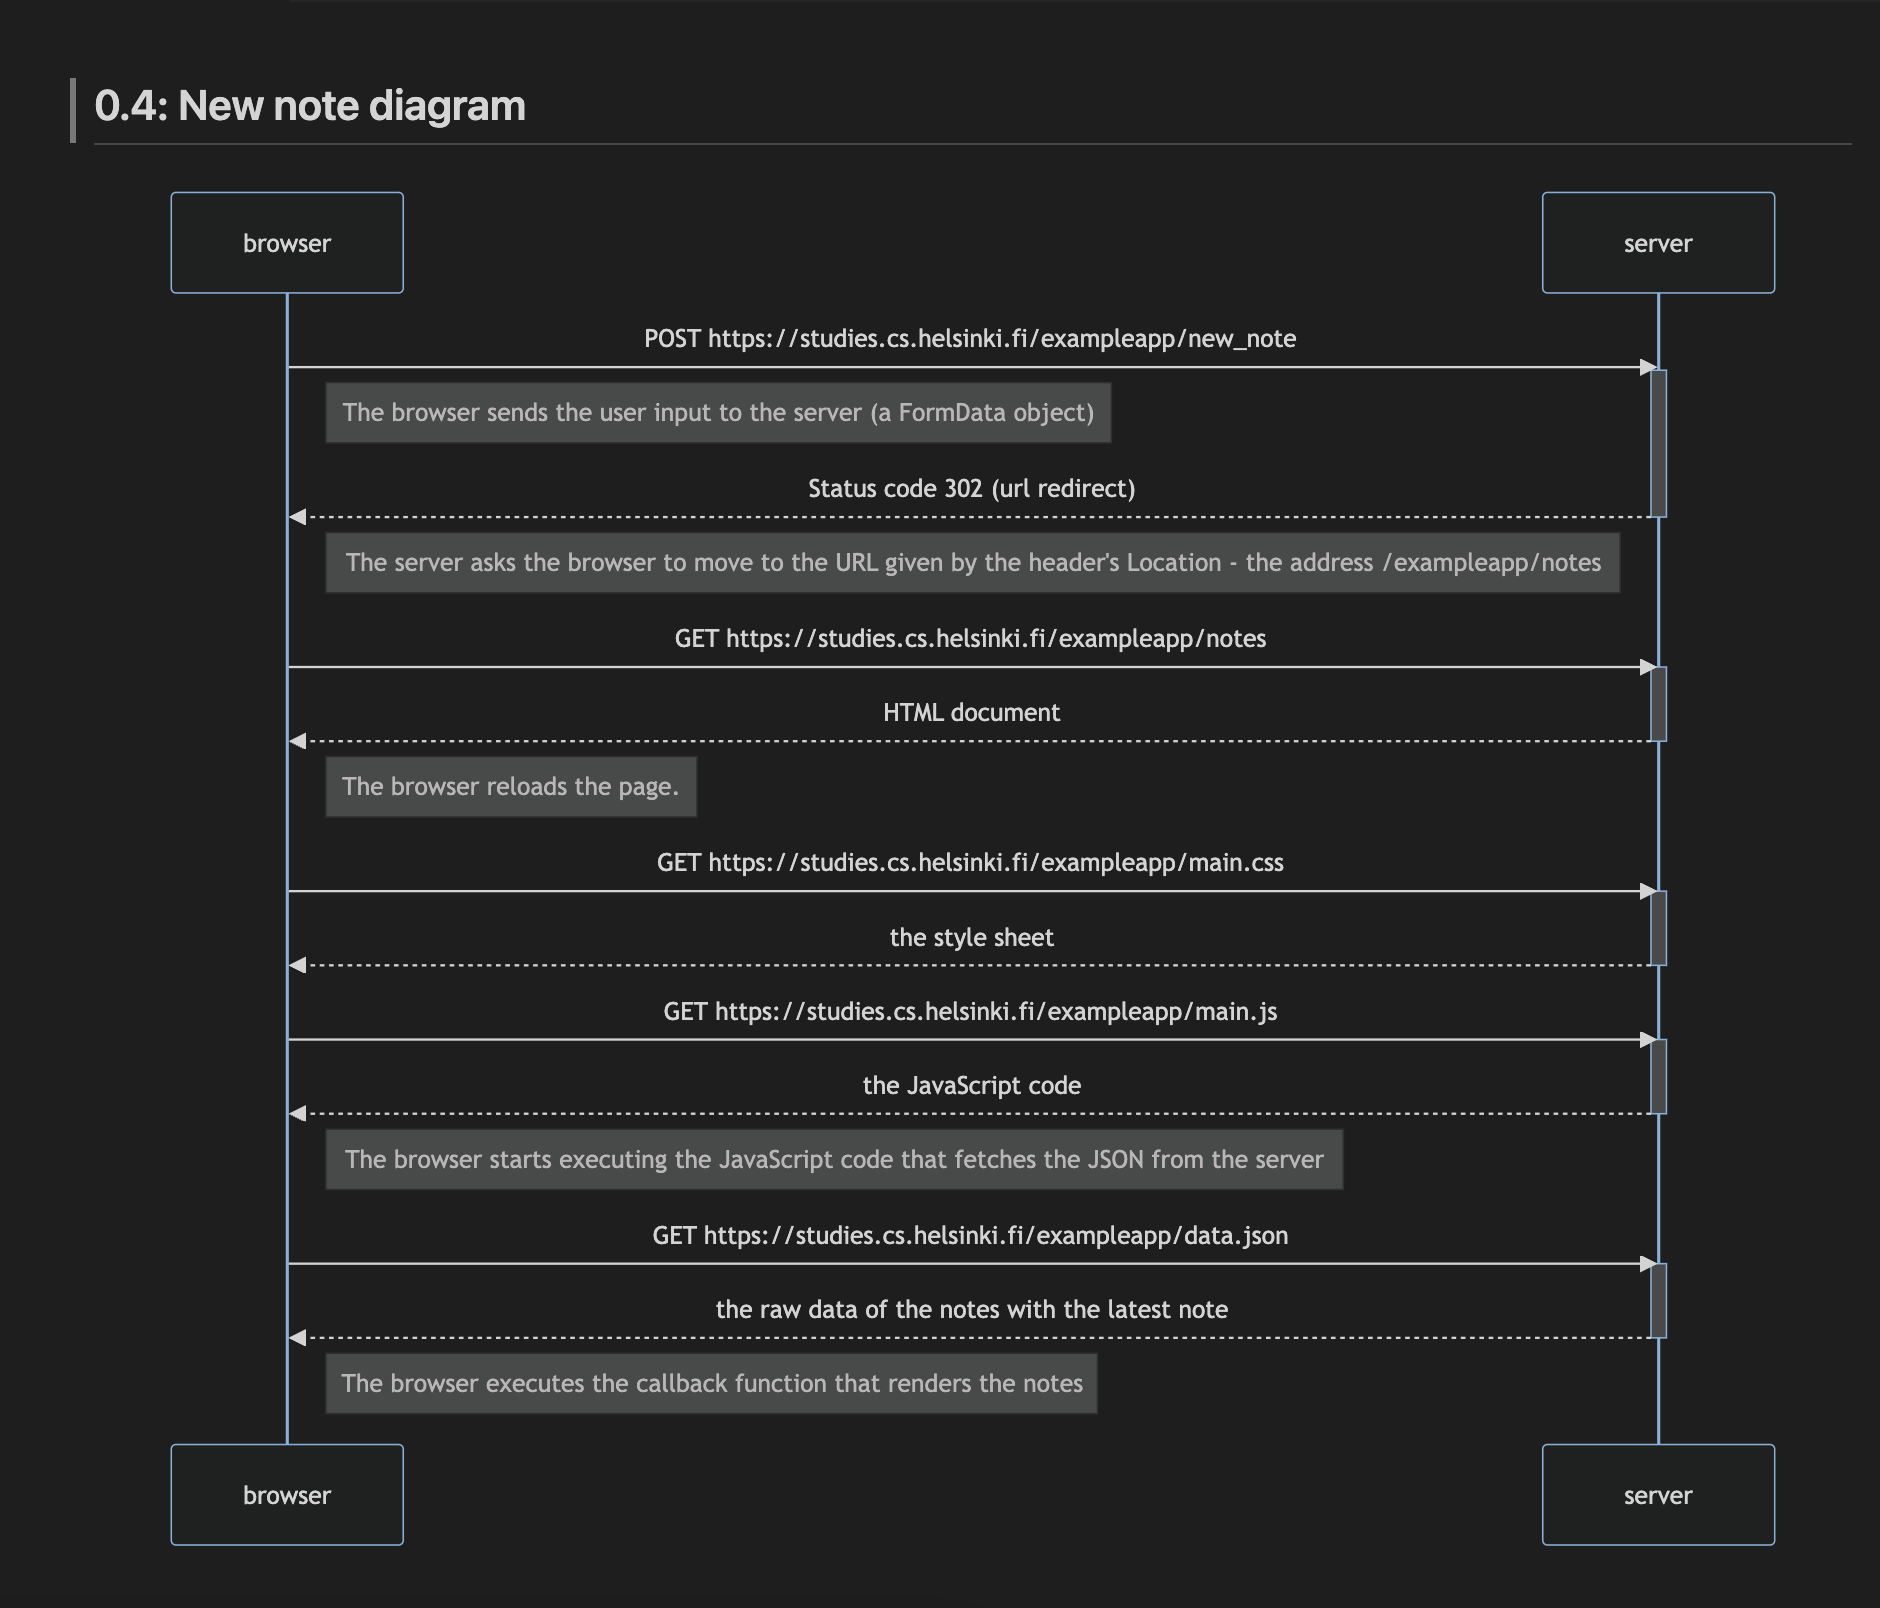 0.4: New note diagram
browser
server
POST https://studies.cs.helsinki.fi/exampleapp/new_note
The browser sends the user input to the server (a FormData object)
Status code 302 (url redirect)
The server asks the browser to move to the URL given by the header's Location - the address /exampleapp/notes
GET https://studies.cs.helsinki.fi/exampleapp/notes
HTML document
The browser reloads the page.
GET https://studies.cs.helsinki.fi/exampleapp/main.css
the style sheet
GET https://studies.cs.helsinki.fi/exampleapp/main.js
the JavaScript code
The browser starts executing the JavaScript code that fetches the JSON from the server
GET https://studies.cs.helsinki.fi/exampleapp/data.json
the raw data of the notes with the latest note
The browser executes the callback function that renders the notes
browser
server